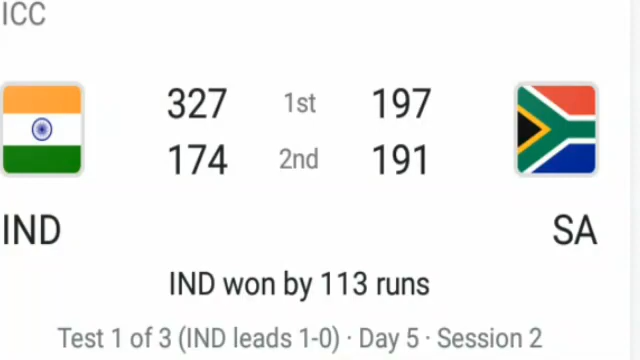 ICC
327 1st 197
174 2nd 191
IND SA
IND won by 113 runs
Test 1 of 3 (IND leads 1-0) · Day 5 · Session 2